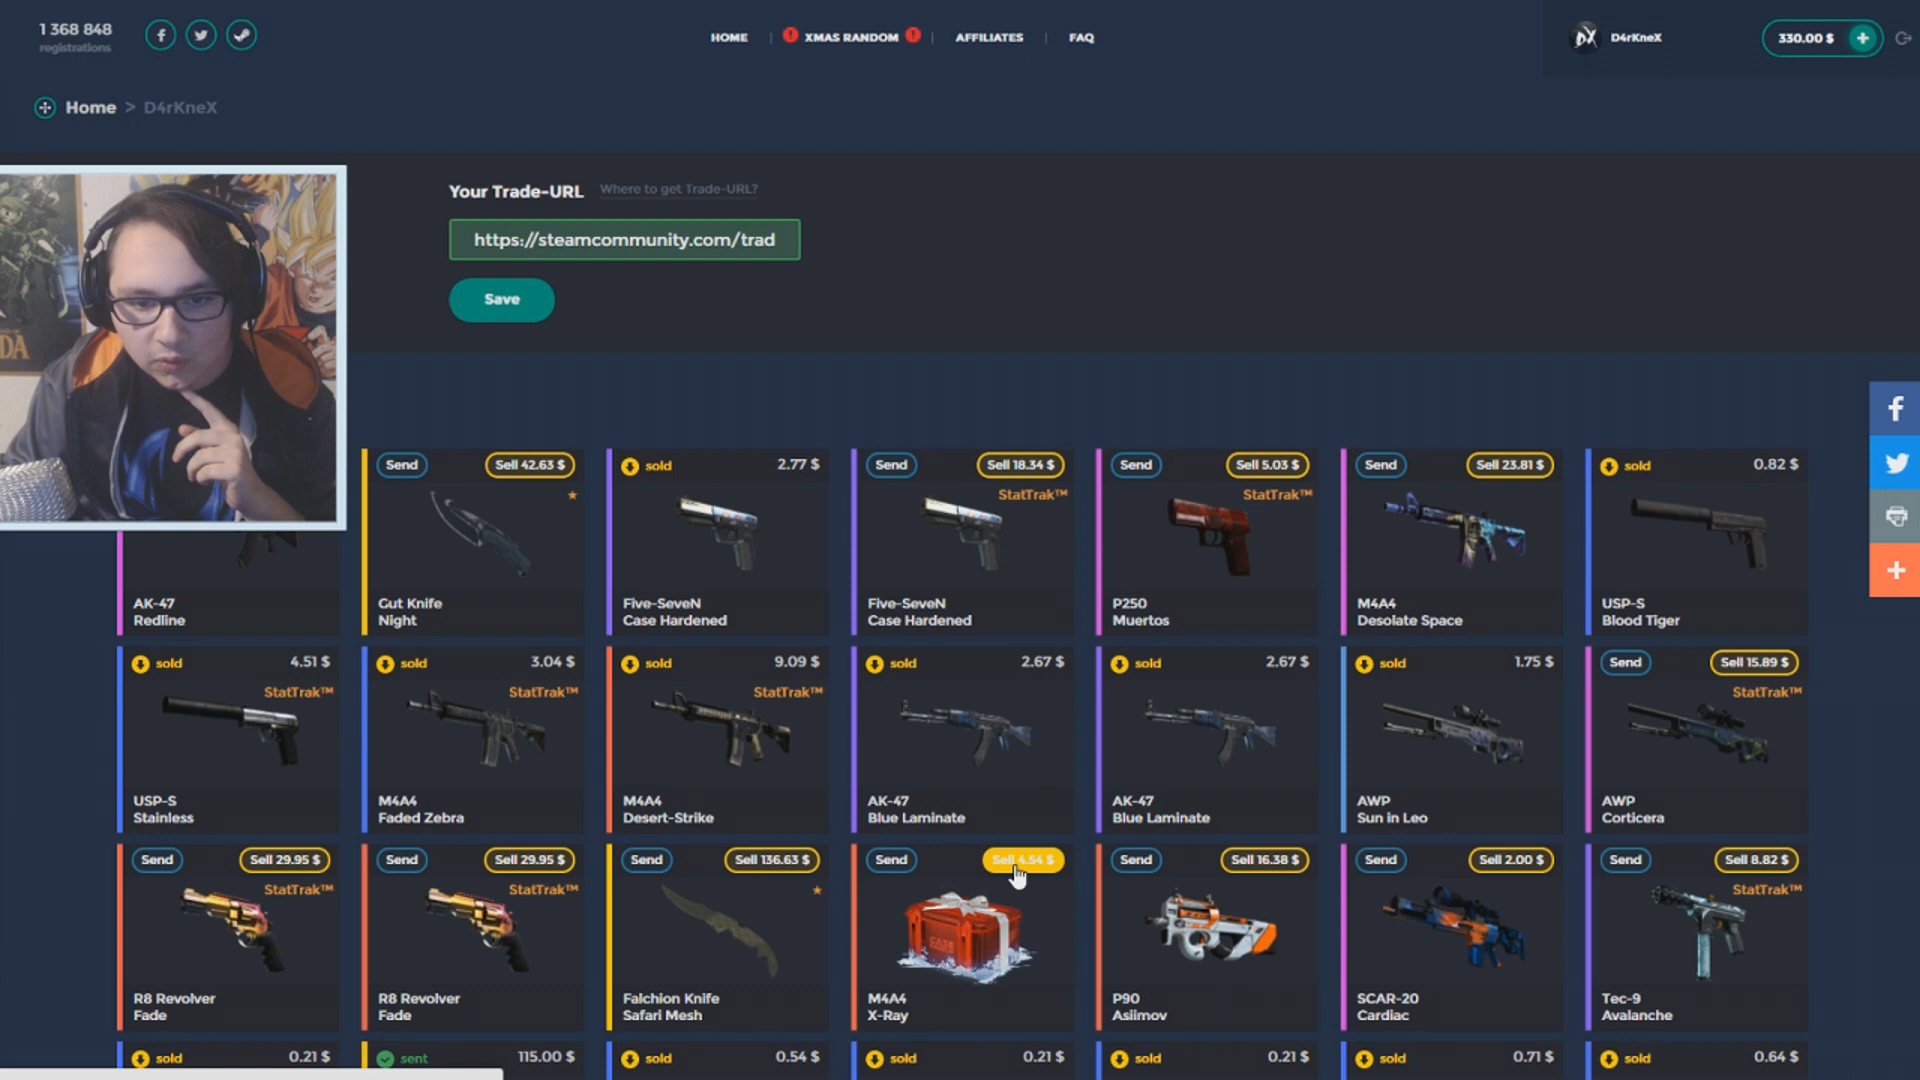 1 368 848
registrations
HOME
XMAS RANDOM
AFFILIATES
FAQ
D4rKneX
330.00 $
Home > D4rKneX
Your Trade-URL
Where to get Trade-URL?
https://steamcommunity.com/trad
Save
DA
AK-47
Redline
Send
Sell 42.63 $
Gut Knife
Night
sold
2.77 $
Five-SeveN
Case Hardened
Send
Sell 18.34 $
StatTrak™
Five-SeveN
Case Hardened
Send
Sell 5.03 $
StatTrak™
P250
Muertos
Send
Sell 23.81 $
M4A4
Desolate Space
sold
0.82 $
USP-S
Blood Tiger
sold
4.51 $
StatTrak™
USP-S
Stainless
sold
3.04 $
StatTrak™
M4A4
Faded Zebra
sold
9.09 $
StatTrak™
M4A4
Desert-Strike
sold
2.67 $
AK-47
Blue Laminate
sold
2.67 $
AK-47
Blue Laminate
sold
1.75 $
AWP
Sun in Leo
Send
Sell 15.89 $
StatTrak™
AWP
Corticera
Send
Sell 29.95 $
StatTrak™
R8 Revolver
Fade
Send
Sell 29.95 $
StatTrak™
R8 Revolver
Fade
Send
Sell 136.63 $
Falchion Knife
Safari Mesh
Send
Sell 4.54 $
CASE
M4A4
X-Ray
Send
Sell 16.38 $
P90
Asiimov
Send
Sell 2.00 $
SCAR-20
Cardiac
Send
Sell 8.82 $
StatTrak™
Tec-9
Avalanche
sold
0.21 $
sent
115.00 $
sold
0.54 $
sold
0.21 $
sold
0.21 $
sold
0.71 $
sold
0.64 $